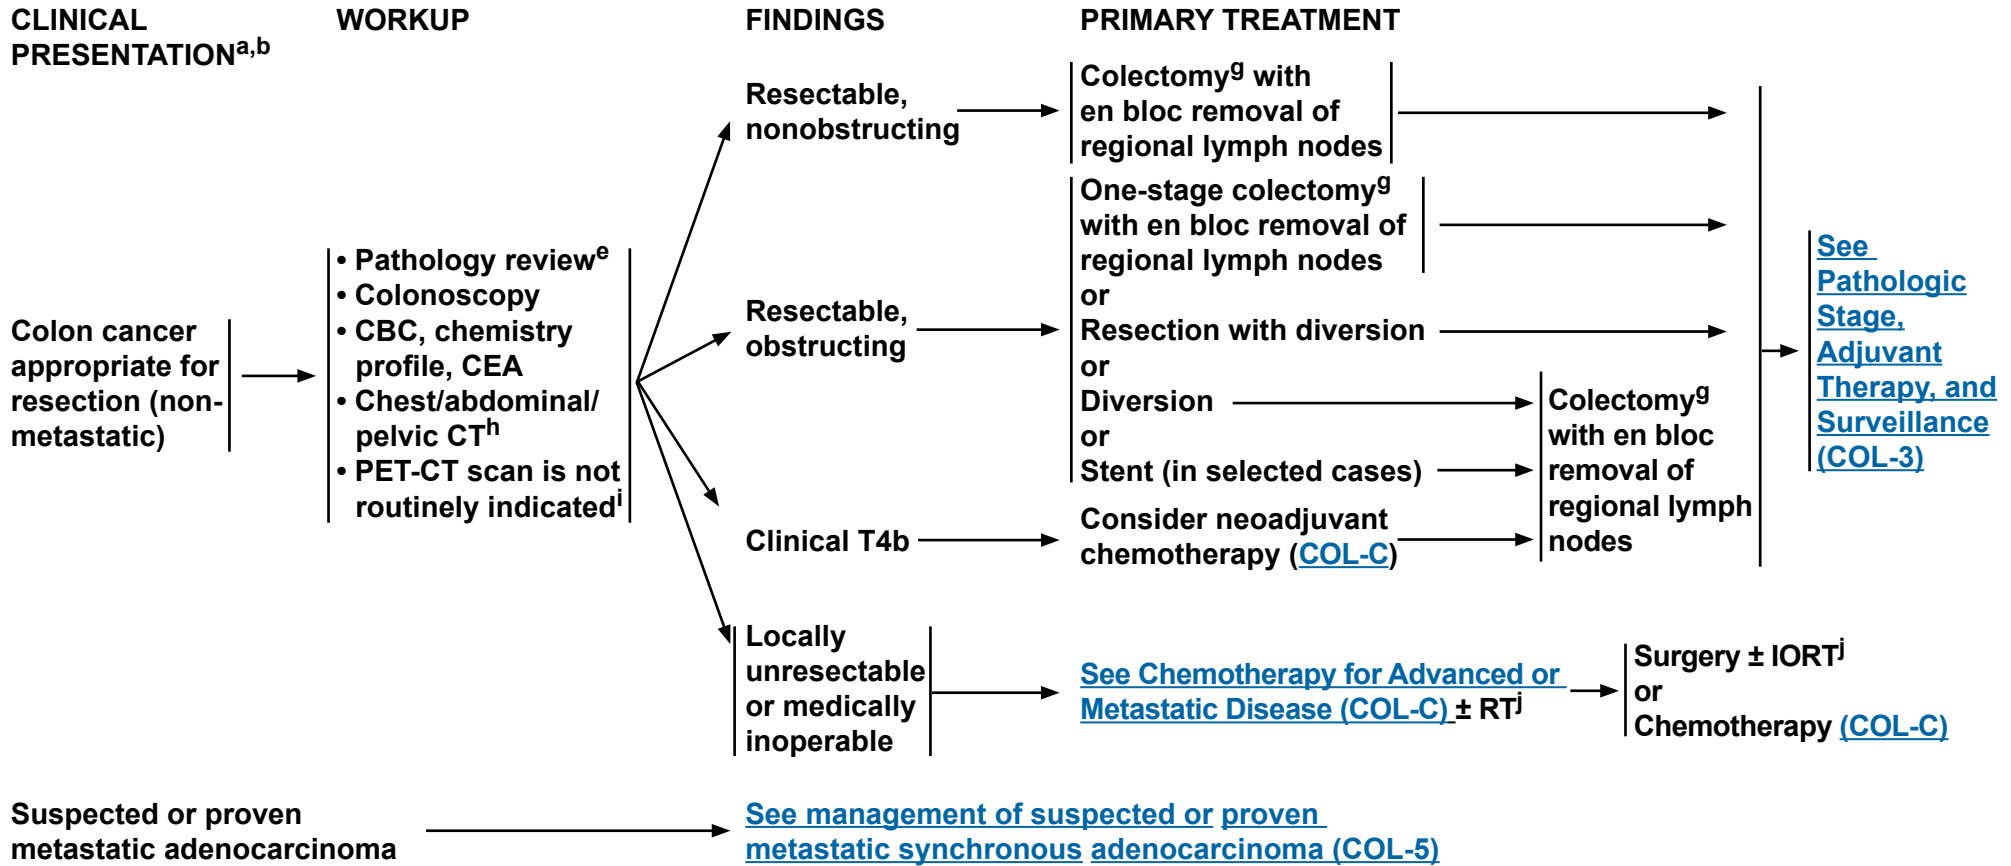 CLINICAL
PRESENTATIONa,b
WORKUP
FINDINGS
PRIMARY TREATMENT
Colon cancer
appropriate for
resection (non-
metastatic)
• Pathology reviewe
• Colonoscopy
• CBC, chemistry
profile, CEA
• Chest/abdominal/
pelvic CTh
• PET-CT scan is not
routinely indicatedi
Resectable,
nonobstructing
Colectomyg with
en bloc removal of
regional lymph nodes
Resectable,
obstructing
One-stage colectomyg
with en bloc removal of
regional lymph nodes
or
Resection with diversion
or
Diversion
or
Stent (in selected cases)
Clinical T4b
Consider neoadjuvant
chemotherapy (COL-C)
Colectomyg
with en bloc
removal of
regional lymph
nodes
See
Pathologic
Stage,
Adjuvant
Therapy, and
Surveillance
(COL-3)
Locally
unresectable
or medically
inoperable
See Chemotherapy for Advanced or
Metastatic Disease (COL-C) ± RTj
Surgery ± IORTj
or
Chemotherapy (COL-C)
Suspected or proven
metastatic adenocarcinoma
See management of suspected or proven
metastatic synchronous adenocarcinoma (COL-5)